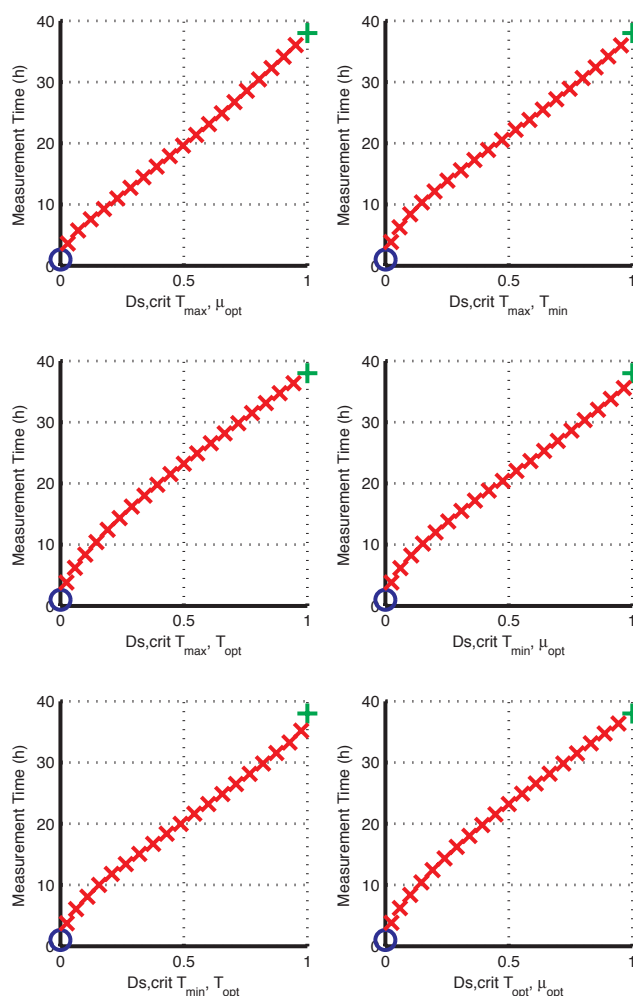 Measurement Time (h)
40
30
20
10
0
0 0.5 1
Ds,crit T_max, μ_opt
Measurement Time (h)
40
30
20
10
0
0 0.5 1
Ds,crit T_max, T_min
Measurement Time (h)
40
30
20
10
0
0 0.5 1
Ds,crit T_max, T_opt
Measurement Time (h)
40
30
20
10
0
0 0.5 1
Ds,crit T_min, μ_opt
Measurement Time (h)
40
30
20
10
0
0 0.5 1
Ds,crit T_min, T_opt
Measurement Time (h)
40
30
20
10
0
0 0.5 1
Ds,crit T_opt, μ_opt